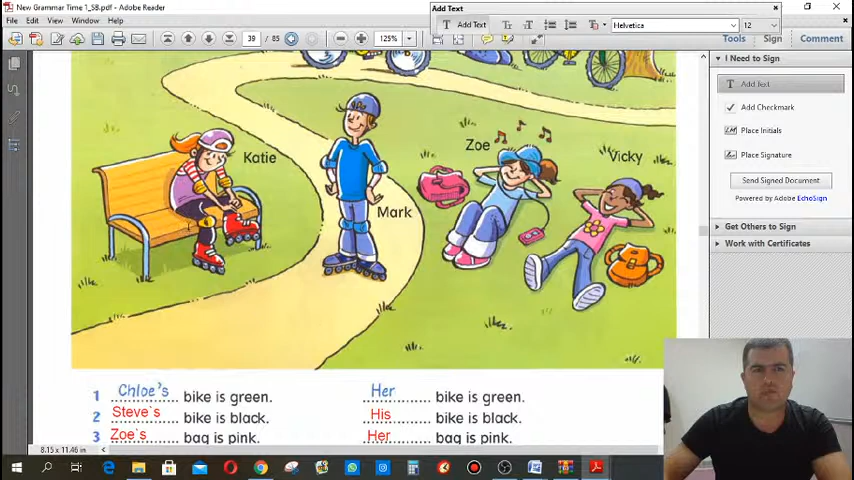 New Grammar Time 1_SB.pdf - Adobe Reader
File Edit View Window Help
Add Text
39 / 85
125%
Add Text
Helvetica
12
Tools Sign Comment
I Need to Sign
Add Text
Add Checkmark
Place Initials
Place Signature
Send Signed Document
Powered by Adobe EchoSign
Get Others to Sign
Work with Certificates
Katie
Mark
Zoe
Vicky
1 Chloe's bike is green. Her bike is green.
2 Steve`s bike is black. His bike is black.
3 Zoe`s bag is pink. Her bag is pink.
8.15 x 11.46 in